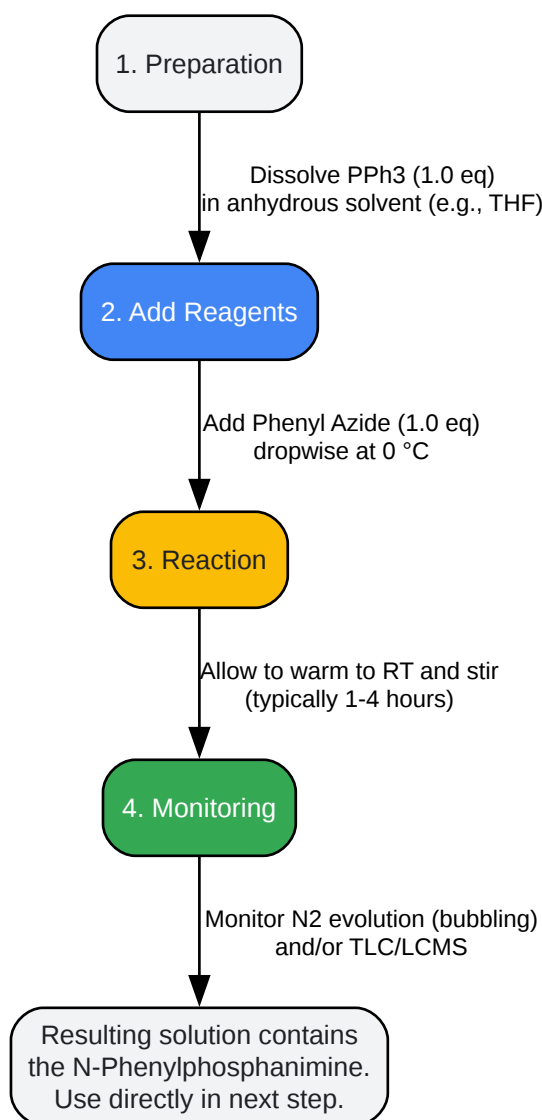 1. Preparation
Dissolve PPh3 (1.0 eq)
in anhydrous solvent (e.g., THF)
2. Add Reagents
Add Phenyl Azide (1.0 eq)
dropwise at 0 °C
3. Reaction
Allow to warm to RT and stir
(typically 1-4 hours)
4. Monitoring
Monitor N2 evolution (bubbling)
and/or TLC/LCMS
Resulting solution contains
the N-Phenylphosphanimine.
Use directly in next step.